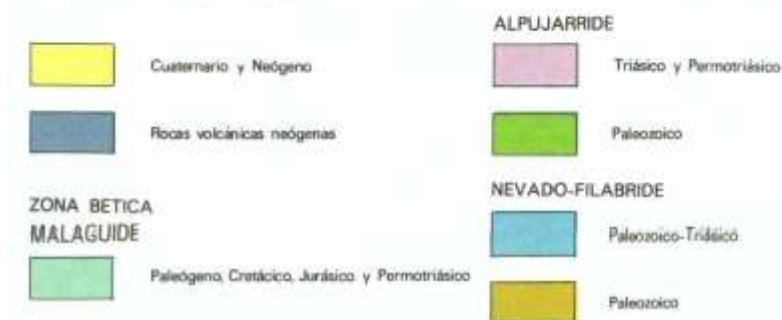 Cuaternario y Neógeno
Rocas volcánicas neógenas
ZONA BETICA
MALAGUIDE
Paleógeno, Cretácico, Jurásico y Permotriásico
ALPUJARRIDE
Triásico y Permotriásico
Paleozoico
NEVADO-FILABRIDE
Paleozoico-Triásico
Paleozoico